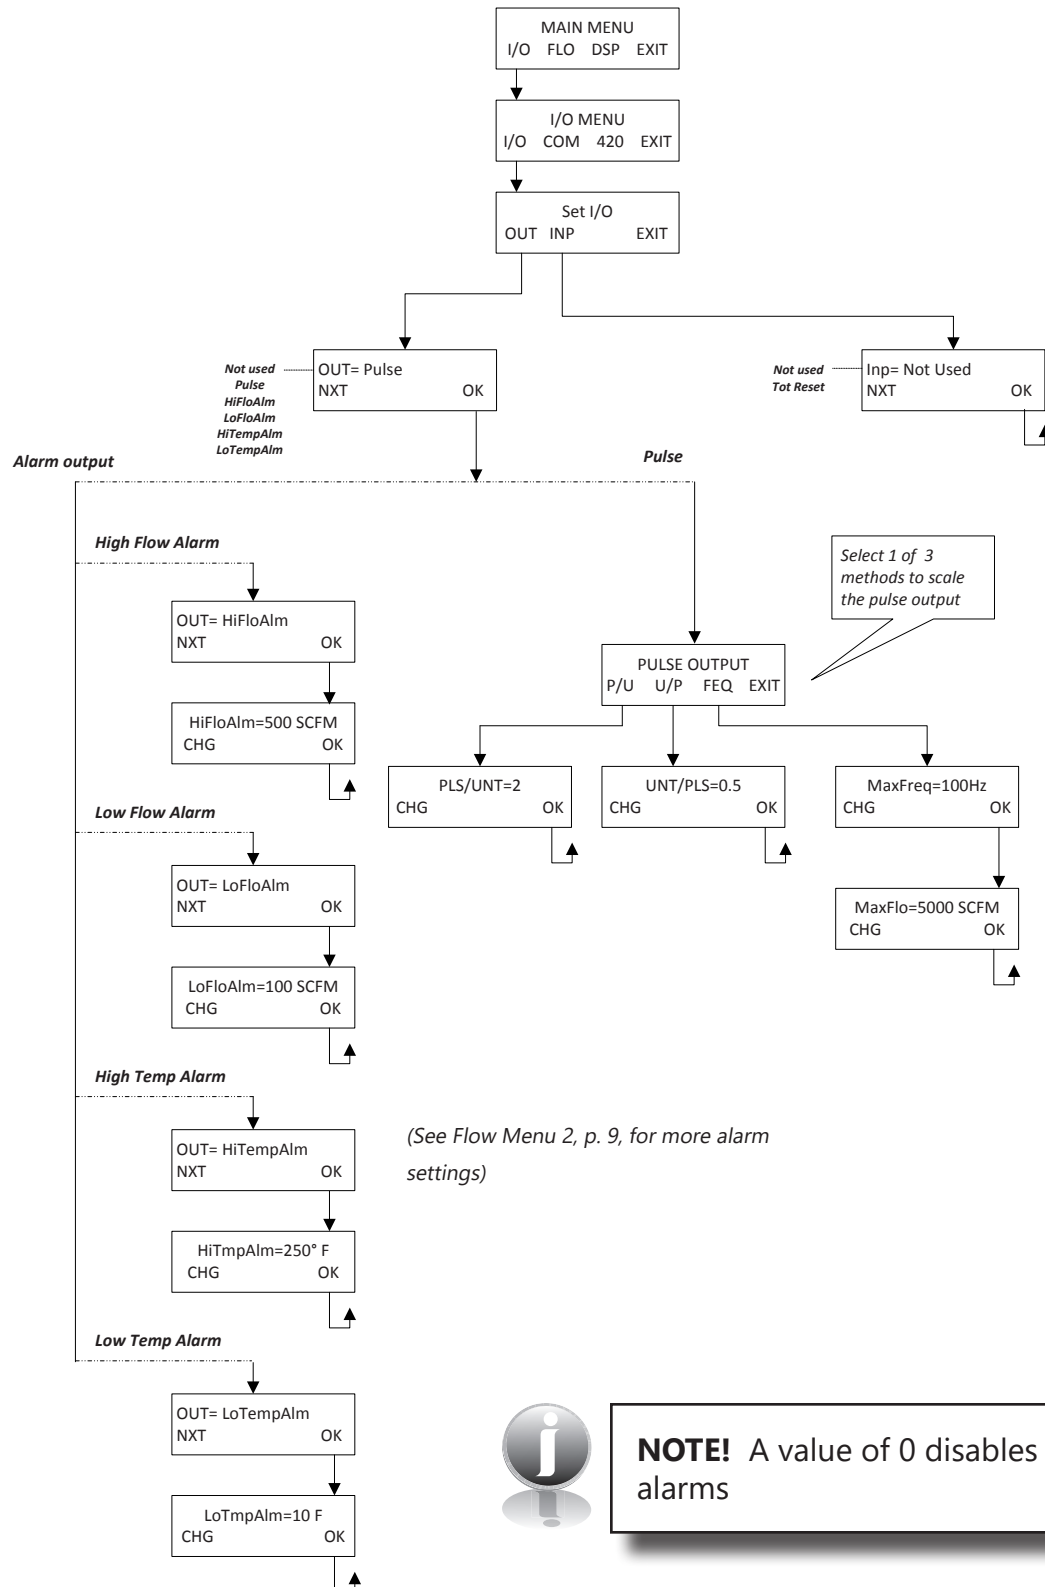 MAIN MENU
I/O FLO DSP EXIT
I/O MENU
I/O COM 420 EXIT
Set I/O
OUT INP EXIT
Not used
Pulse
HiFloAlm
LoFloAlm
HiTempAlm
LoTempAlm
OUT= Pulse
NXT OK
Not used
Tot Reset
Inp= Not Used
NXT OK
Alarm output
Pulse
High Flow Alarm
OUT= HiFloAlm
NXT OK
HiFloAlm=500 SCFM
CHG OK
Select 1 of 3
methods to scale
the pulse output
PULSE OUTPUT
P/U U/P FEQ EXIT
PLS/UNT=2
CHG OK
UNT/PLS=0.5
CHG OK
MaxFreq=100Hz
CHG OK
MaxFlo=5000 SCFM
CHG OK
Low Flow Alarm
OUT= LoFloAlm
NXT OK
LoFloAlm=100 SCFM
CHG OK
High Temp Alarm
OUT= HiTempAlm
NXT OK
HiTmpAlm=250° F
CHG OK
(See Flow Menu 2, p. 9, for more alarm
settings)
Low Temp Alarm
OUT= LoTempAlm
NXT OK
LoTmpAlm=10 F
CHG OK
i
NOTE! A value of 0 disables
alarms